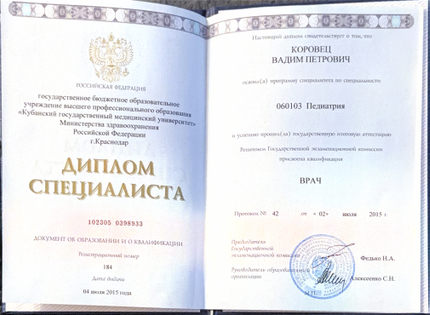 РОССИЙСКАЯ ФЕДЕРАЦИЯ
государственное бюджетное образовательное
учреждение высшего профессионального образования
«Кубанский государственный медицинский университет»
Министерства здравоохранения
Российской Федерации
г.Краснодар
ДИПЛОМ
СПЕЦИАЛИСТА
102305 0398933
ДОКУМЕНТ ОБ ОБРАЗОВАНИИ И О КВАЛИФИКАЦИИ
Регистрационный номер
184
Дата выдачи
04 июля 2015 года
Настоящий диплом свидетельствует о том, что
КОРОВЕЦ
ВАДИМ ПЕТРОВИЧ
освоил(а) программу специалитета по специальности
060103 Педиатрия
и успешно прошел(ла) государственную итоговую аттестацию
Решением Государственной экзаменационной комиссии
присвоена квалификация
ВРАЧ
Протокол № 42 от «02» июля 2015 г
Председатель
Государственной
экзаменационной комиссии Федько И.А.
Руководитель образовательной
организации Алексеенко С.Н.